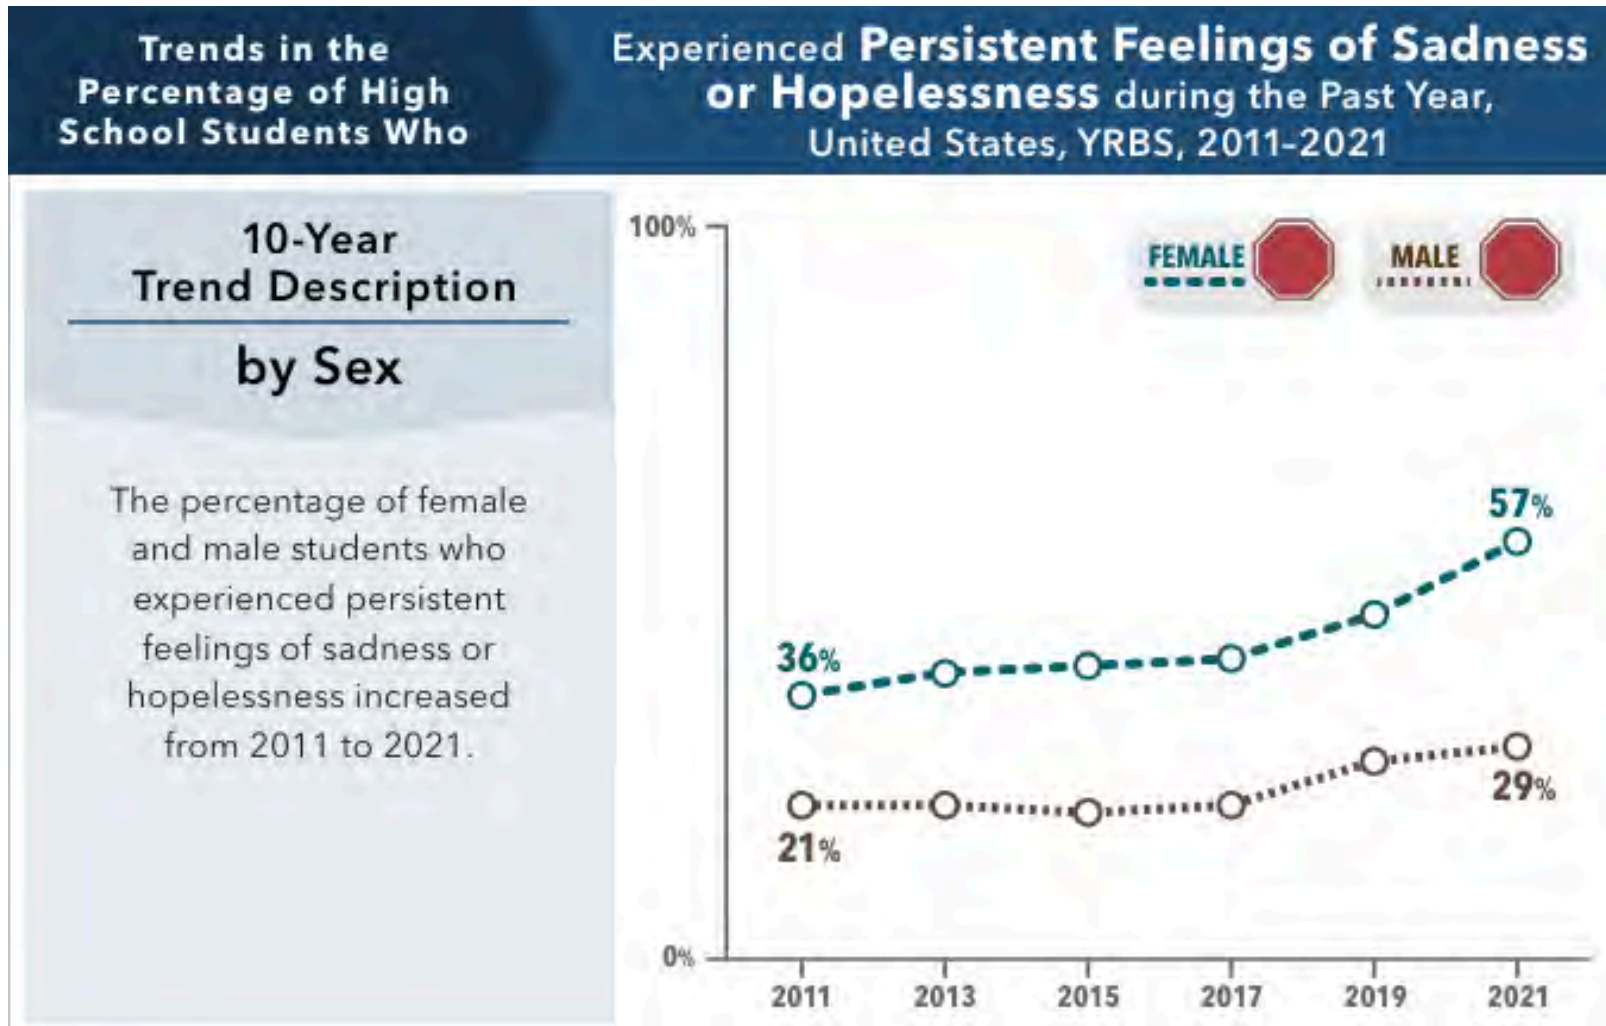 Trends in the
Percentage of High
School Students Who
Experienced Persistent Feelings of Sadness
or Hopelessness during the Past Year,
United States, YRBS, 2011–2021
10-Year
Trend Description
by Sex
The percentage of female
and male students who
experienced persistent
feelings of sadness or
hopelessness increased
from 2011 to 2021.
100%
FEMALE
MALE
57%
36%
29%
21%
0%
2011 2013 2015 2017 2019 2021